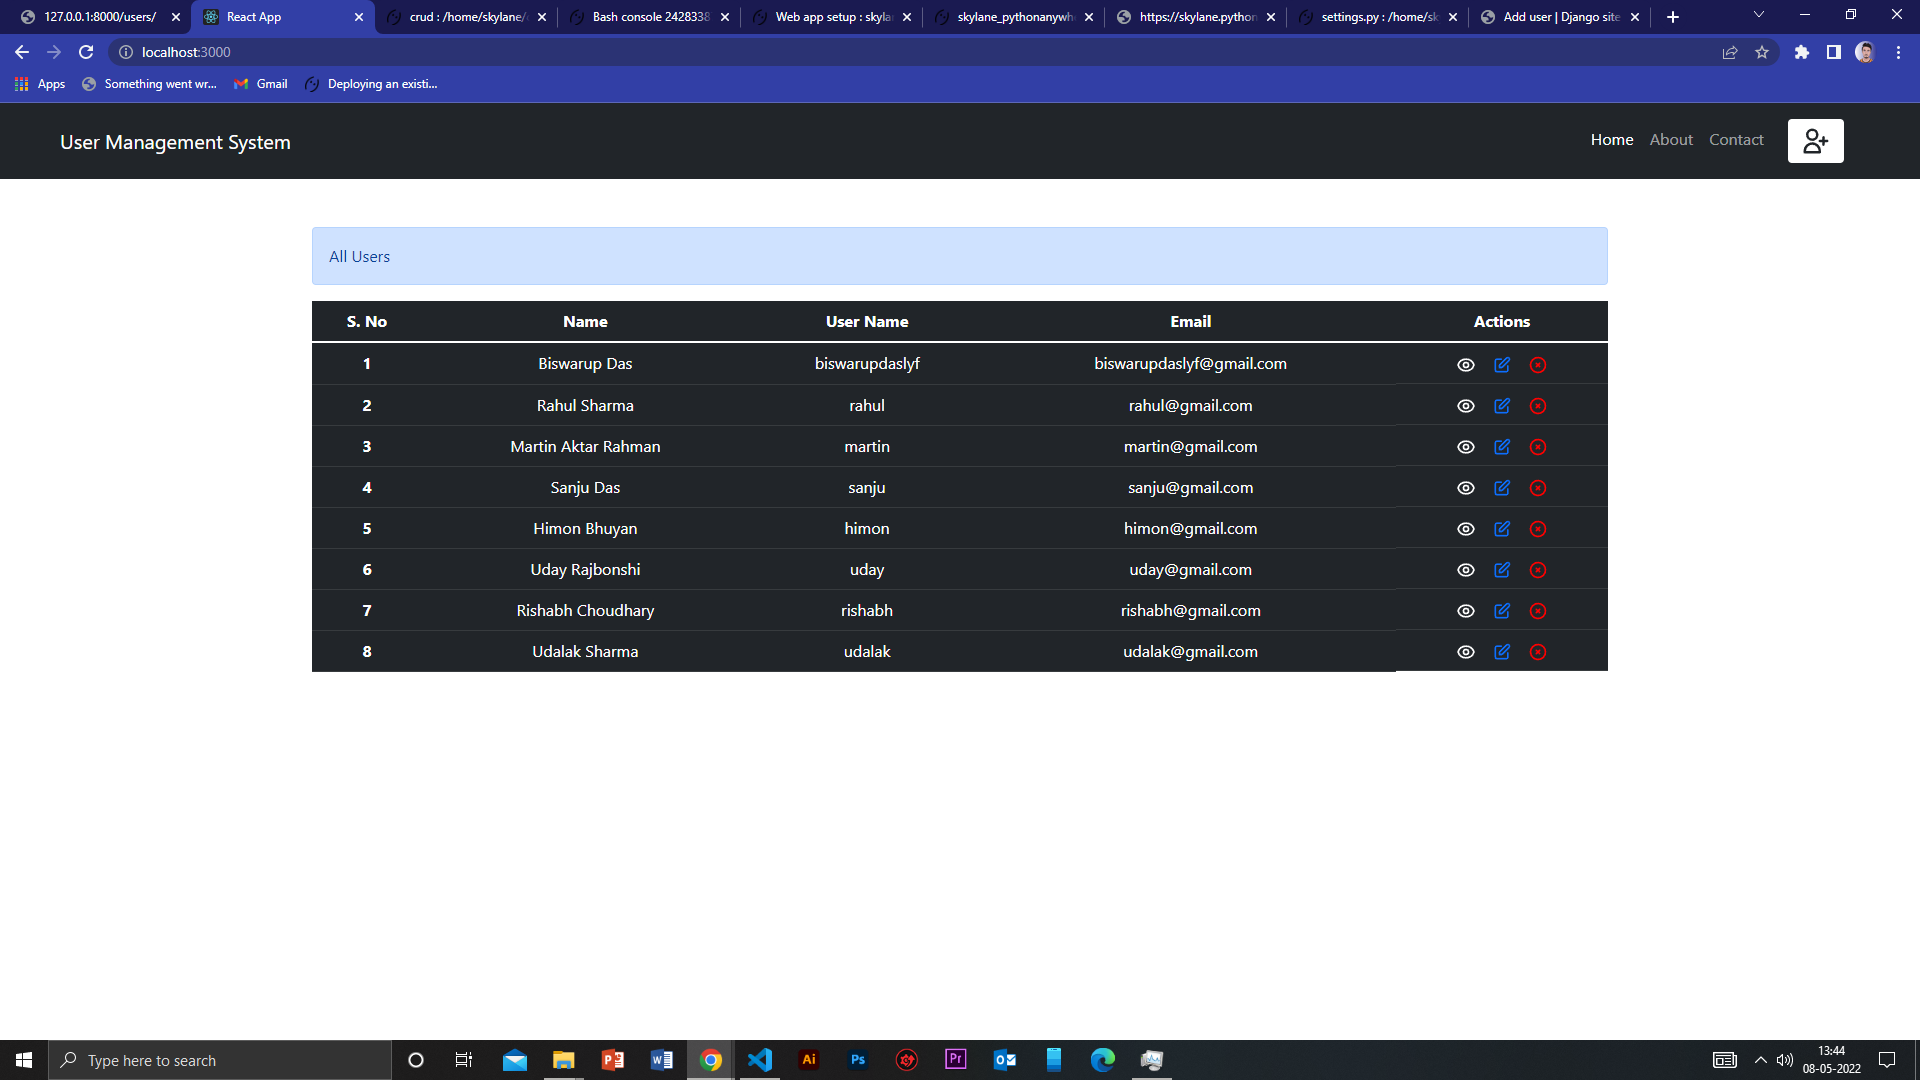 127.0.0.1:8000/users/ React App crud : /home/skylane/ Bash console 2428338 Web app setup : skyla skylane_pythonanywh https://skylane.python settings.py : /home/sk Add user | Django site
localhost:3000
Apps Something went wr... Gmail Deploying an existi...
User Management System Home About Contact
All Users
S. No Name User Name Email Actions
1 Biswarup Das biswarupdaslyf biswarupdaslyf@gmail.com
2 Rahul Sharma rahul rahul@gmail.com
3 Martin Aktar Rahman martin martin@gmail.com
4 Sanju Das sanju sanju@gmail.com
5 Himon Bhuyan himon himon@gmail.com
6 Uday Rajbonshi uday uday@gmail.com
7 Rishabh Choudhary rishabh rishabh@gmail.com
8 Udalak Sharma udalak udalak@gmail.com
Type here to search Ai Ps Pr 13:44
08-05-2022